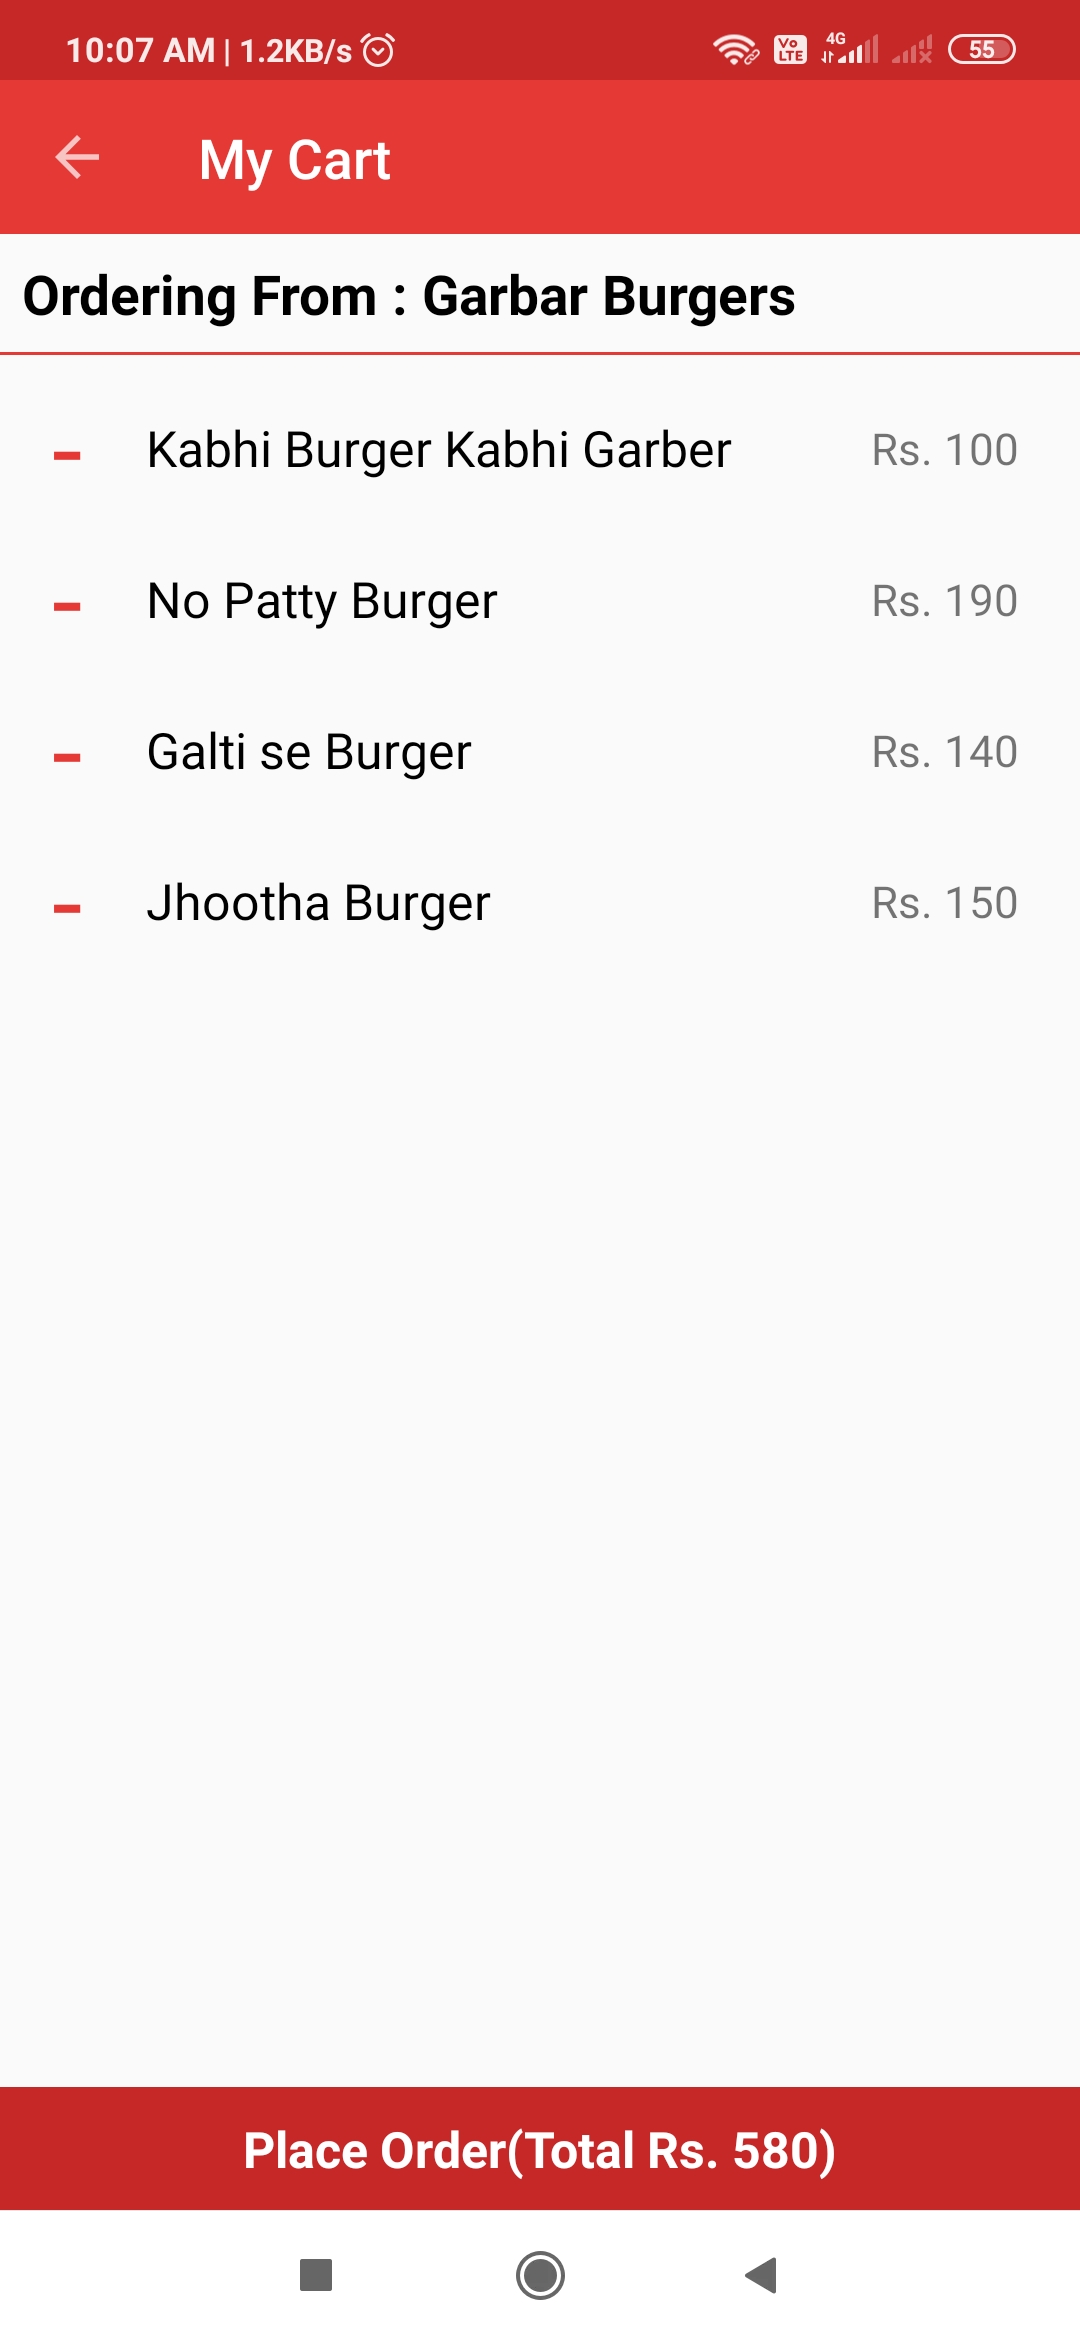 10:07 AM | 1.2KB/s Vo LTE 4G 55
My Cart
Ordering From : Garbar Burgers
Kabhi Burger Kabhi Garber Rs. 100
No Patty Burger Rs. 190
Galti se Burger Rs. 140
Jhootha Burger Rs. 150
Place Order(Total Rs. 580)